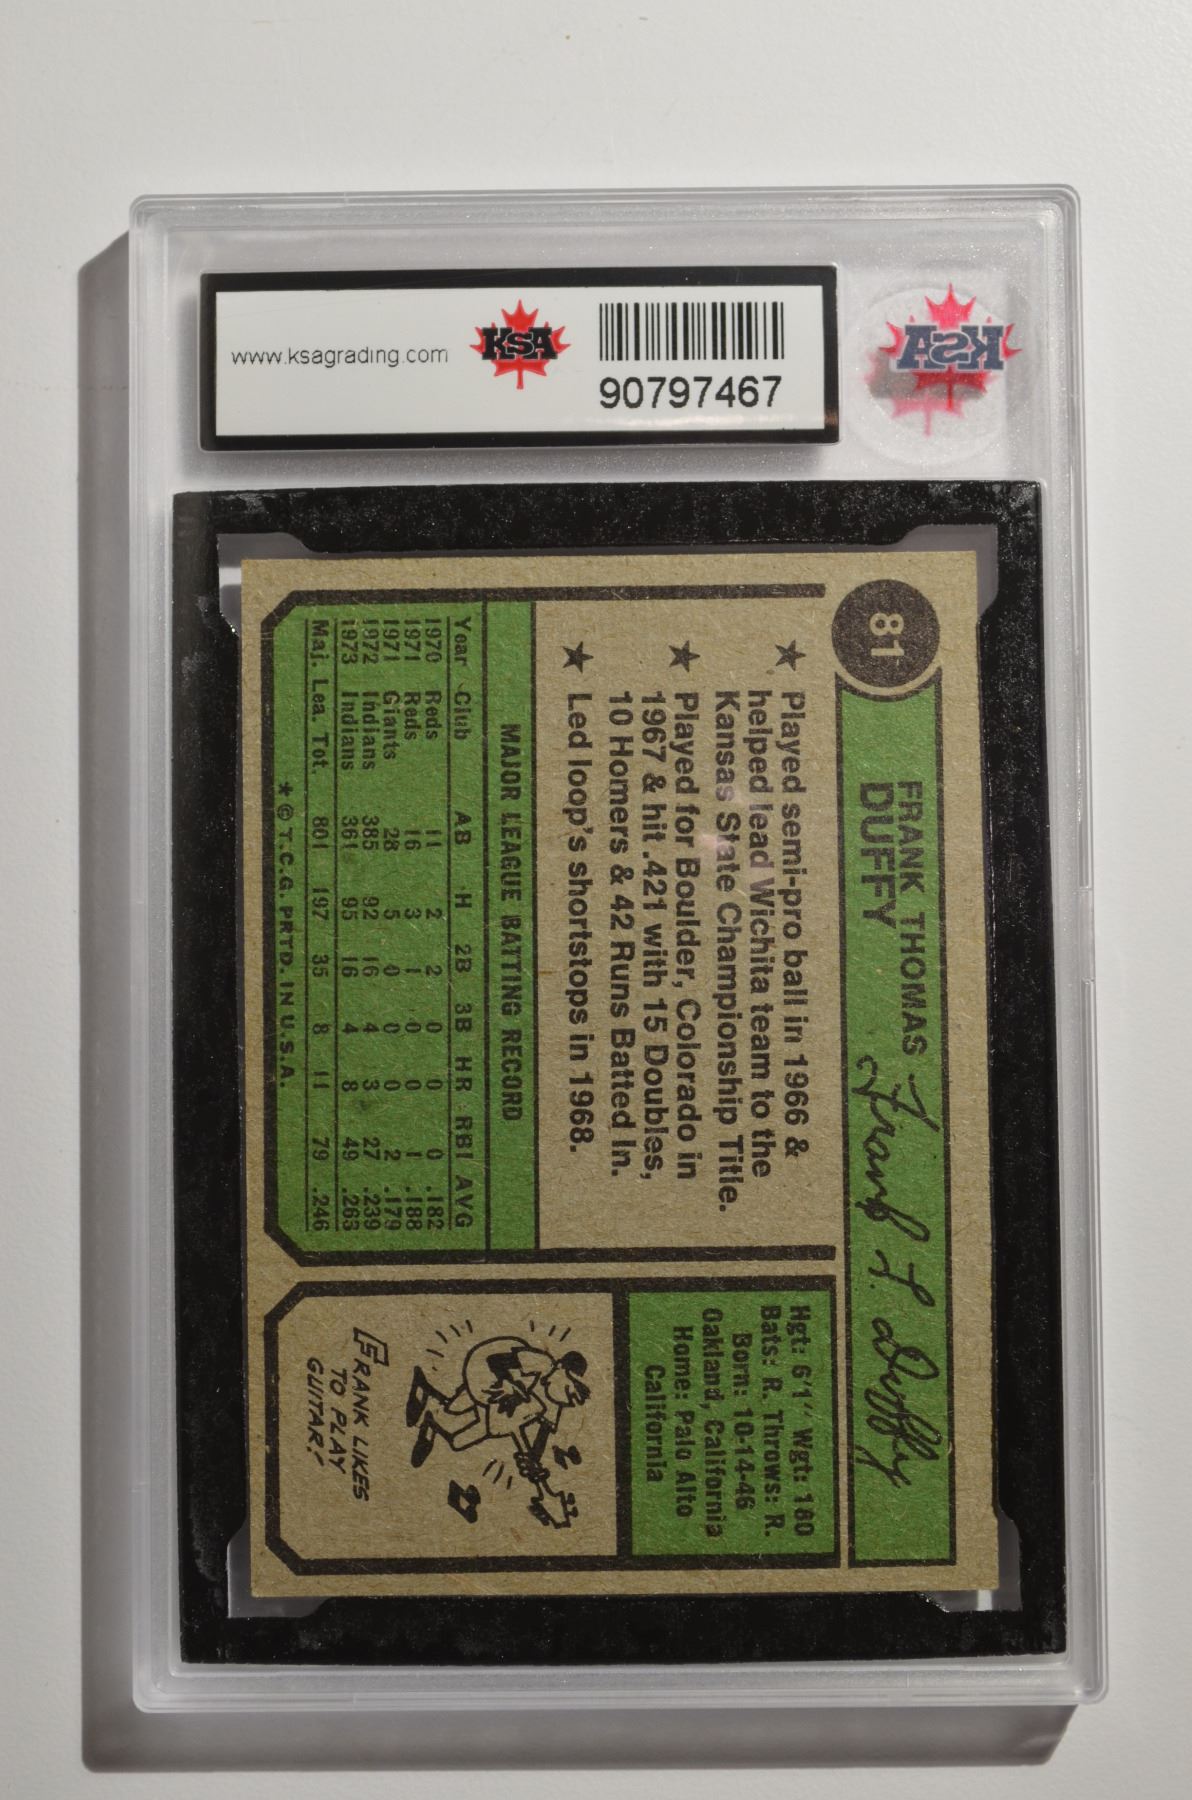 www.ksagrading.com
KSA
90797467
KSA
81
FRANK THOMAS
DUFFY
Frank T. Duffy
★ Played semi-pro ball in 1966 &
helped lead Wichita team to the
Kansas State Championship Title.
★ Played for Boulder, Colorado in
1967 & hit .421 with 15 Doubles,
10 Homers & 42 Runs Batted In.
★ Led loop's shortstops in 1968.
MAJOR LEAGUE BATTING RECORD
Year Club AB H 2B 3B HR RBI AVG
1970 Reds 11 2 2 0 0 0 .182
1971 Reds 16 3 1 0 0 1 .188
1971 Giants 28 5 0 0 0 2 .179
1972 Indians 385 92 16 4 3 27 .239
1973 Indians 361 95 16 4 8 49 .263
Maj. Lea. Tot. 801 197 35 8 11 79 .246
* © T.C.G. PRTD. IN U.S.A.
Hgt: 6'1" Wgt: 180
Bats: R. Throws: R.
Born: 10-14-46
Oakland, California
Home: Palo Alto
California
FRANK LIKES
TO PLAY
GUITAR!